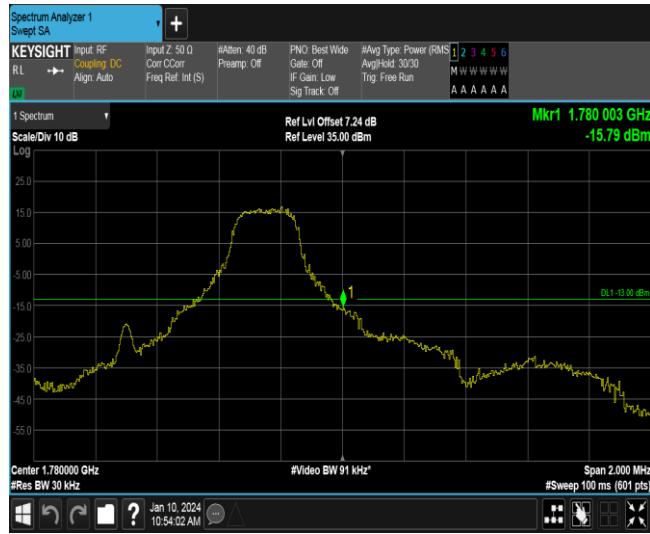 Spectrum Analyzer 1
Swept SA
+
KEYSIGHT Input: RF Input Z: 50 Ω #Atten: 40 dB PNO: Best Wide #Avg Type: Power (RMS 1 2 3 4 5 6
RL Coupling: DC Corr CCorr Preamp: Off Gate: Off Avg|Hold: 30/30 M W W W W W
Align: Auto Freq Ref: Int (S) IF Gain: Low Trig: Free Run
LXI Sig Track: Off A A A A A A
1 Spectrum Ref Lvl Offset 7.24 dB Mkr1 1.780 003 GHz
Scale/Div 10 dB Ref Level 35.00 dBm -15.79 dBm
Log
25.0
15.0
5.00
-5.00
1
DL1 -13.00 dBm
-15.0
-25.0
-35.0
-45.0
-55.0
Center 1.780000 GHz #Video BW 91 kHz* Span 2.000 MHz
#Res BW 30 kHz #Sweep 100 ms (601 pts)
? Jan 10, 2024
10:54:02 AM